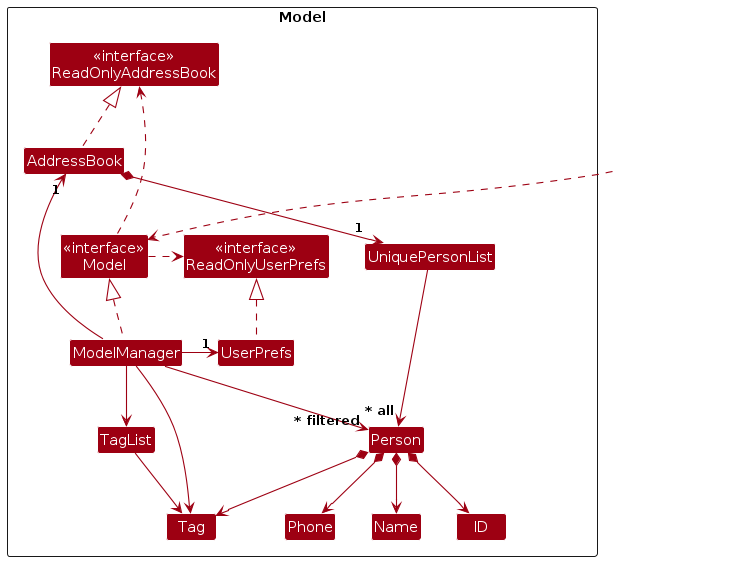 Model
«interface»
ReadOnlyAddressBook
AddressBook
1
1
«interface»
Model
«interface»
ReadOnlyUserPrefs
UniquePersonList
ModelManager
1
UserPrefs
* all
* filtered
TagList
Person
Tag
Phone
Name
ID